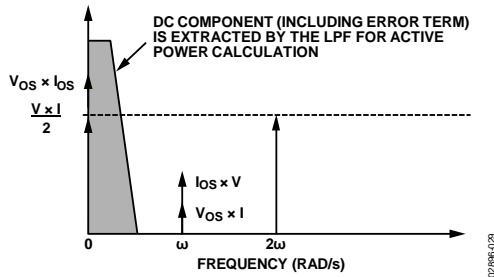 DC COMPONENT (INCLUDING ERROR TERM)
IS EXTRACTED BY THE LPF FOR ACTIVE
POWER CALCULATION
VOS × IOS
V × I
2
IOS × V
VOS × I
0
ω
2ω
FREQUENCY (RAD/s)
02896-029